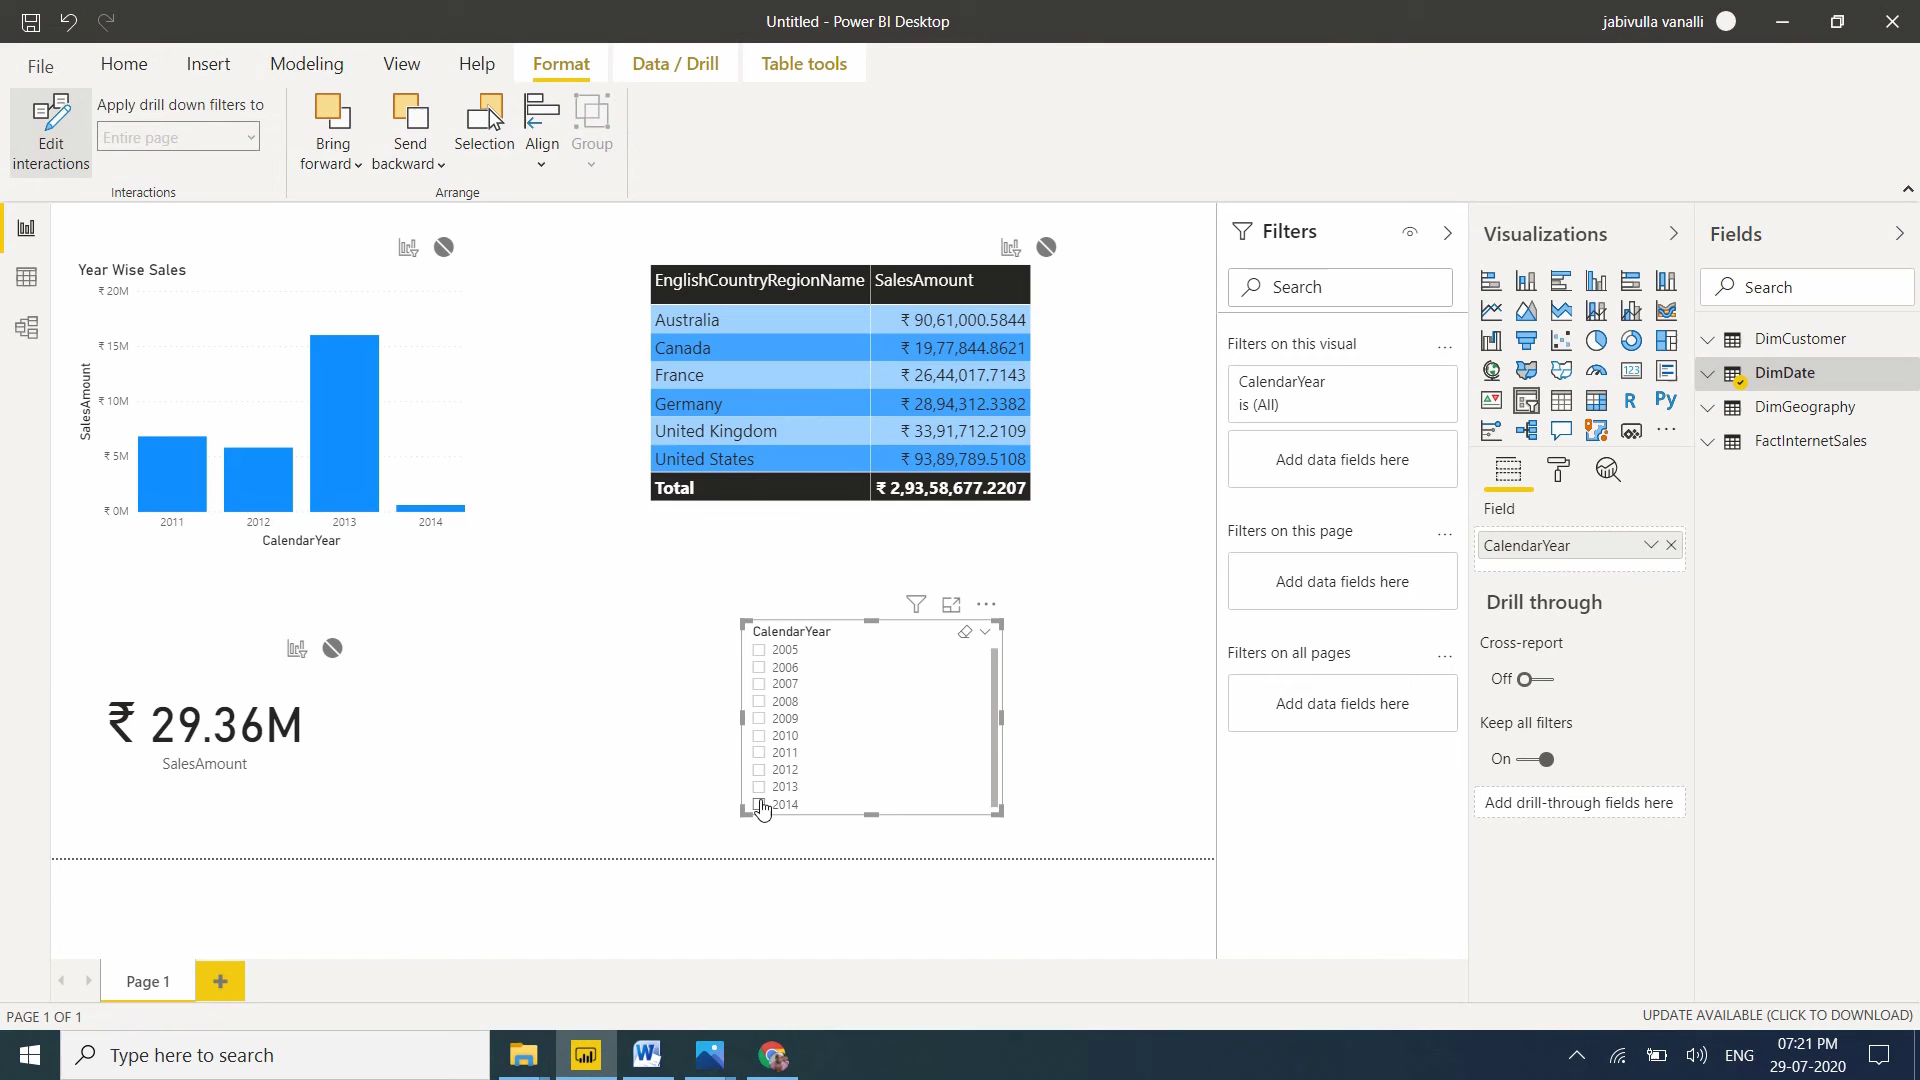 Untitled - Power BI Desktop
jabivulla vanalli
File
Home
Insert
Modeling
View
Help
Format
Data / Drill
Table tools
Edit
interactions
Apply drill down filters to
Entire page
Interactions
Bring
forward
Send
backward
Selection
Align
Group
Arrange
Year Wise Sales
₹ 20M
₹ 15M
₹ 10M
₹ 5M
₹ 0M
SalesAmount
2011
2012
2013
2014
CalendarYear
EnglishCountryRegionName SalesAmount
Australia ₹ 90,61,000.5844
Canada ₹ 19,77,844.8621
France ₹ 26,44,017.7143
Germany ₹ 28,94,312.3382
United Kingdom ₹ 33,91,712.2109
United States ₹ 93,89,789.5108
Total ₹ 2,93,58,677.2207
₹ 29.36M
SalesAmount
CalendarYear
2005
2006
2007
2008
2009
2010
2011
2012
2013
2014
Filters
Search
Filters on this visual
...
CalendarYear
is (All)
Add data fields here
Filters on this page
...
Add data fields here
Filters on all pages
...
Add data fields here
Visualizations
123
R
Py
...
Field
CalendarYear
Drill through
Cross-report
Off
Keep all filters
On
Add drill-through fields here
Fields
Search
DimCustomer
DimDate
DimGeography
FactInternetSales
Page 1
PAGE 1 OF 1
UPDATE AVAILABLE (CLICK TO DOWNLOAD)
Type here to search
ENG
07:21 PM
29-07-2020